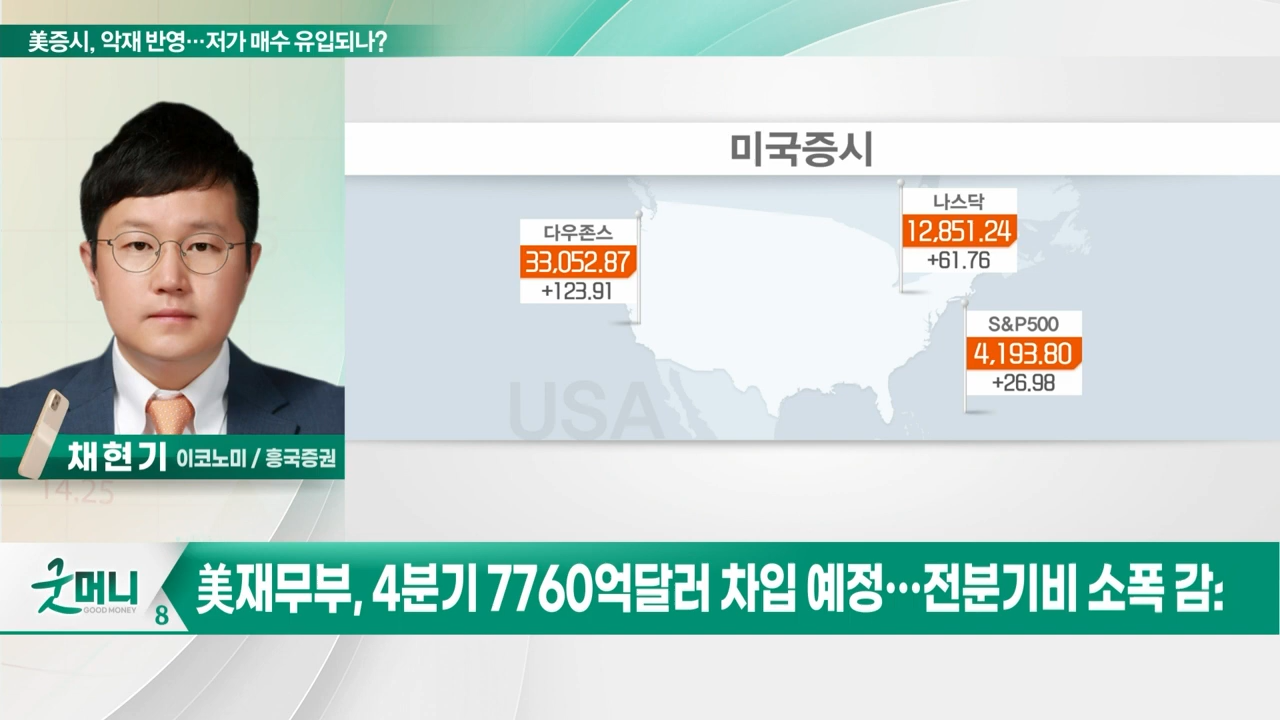 美증시, 악재 반영…저가 매수 유입되나?
미국증시
나스닥
12,851.24
+61.76
다우존스
33,052.87
+123.91
S&P500
4,193.80
+26.98
USA
채현기 이코노미 / 흥국증권
14.25
굿머니
GOOD MONEY
8
美재무부, 4분기 7760억달러 차입 예정…전분기비 소폭 감